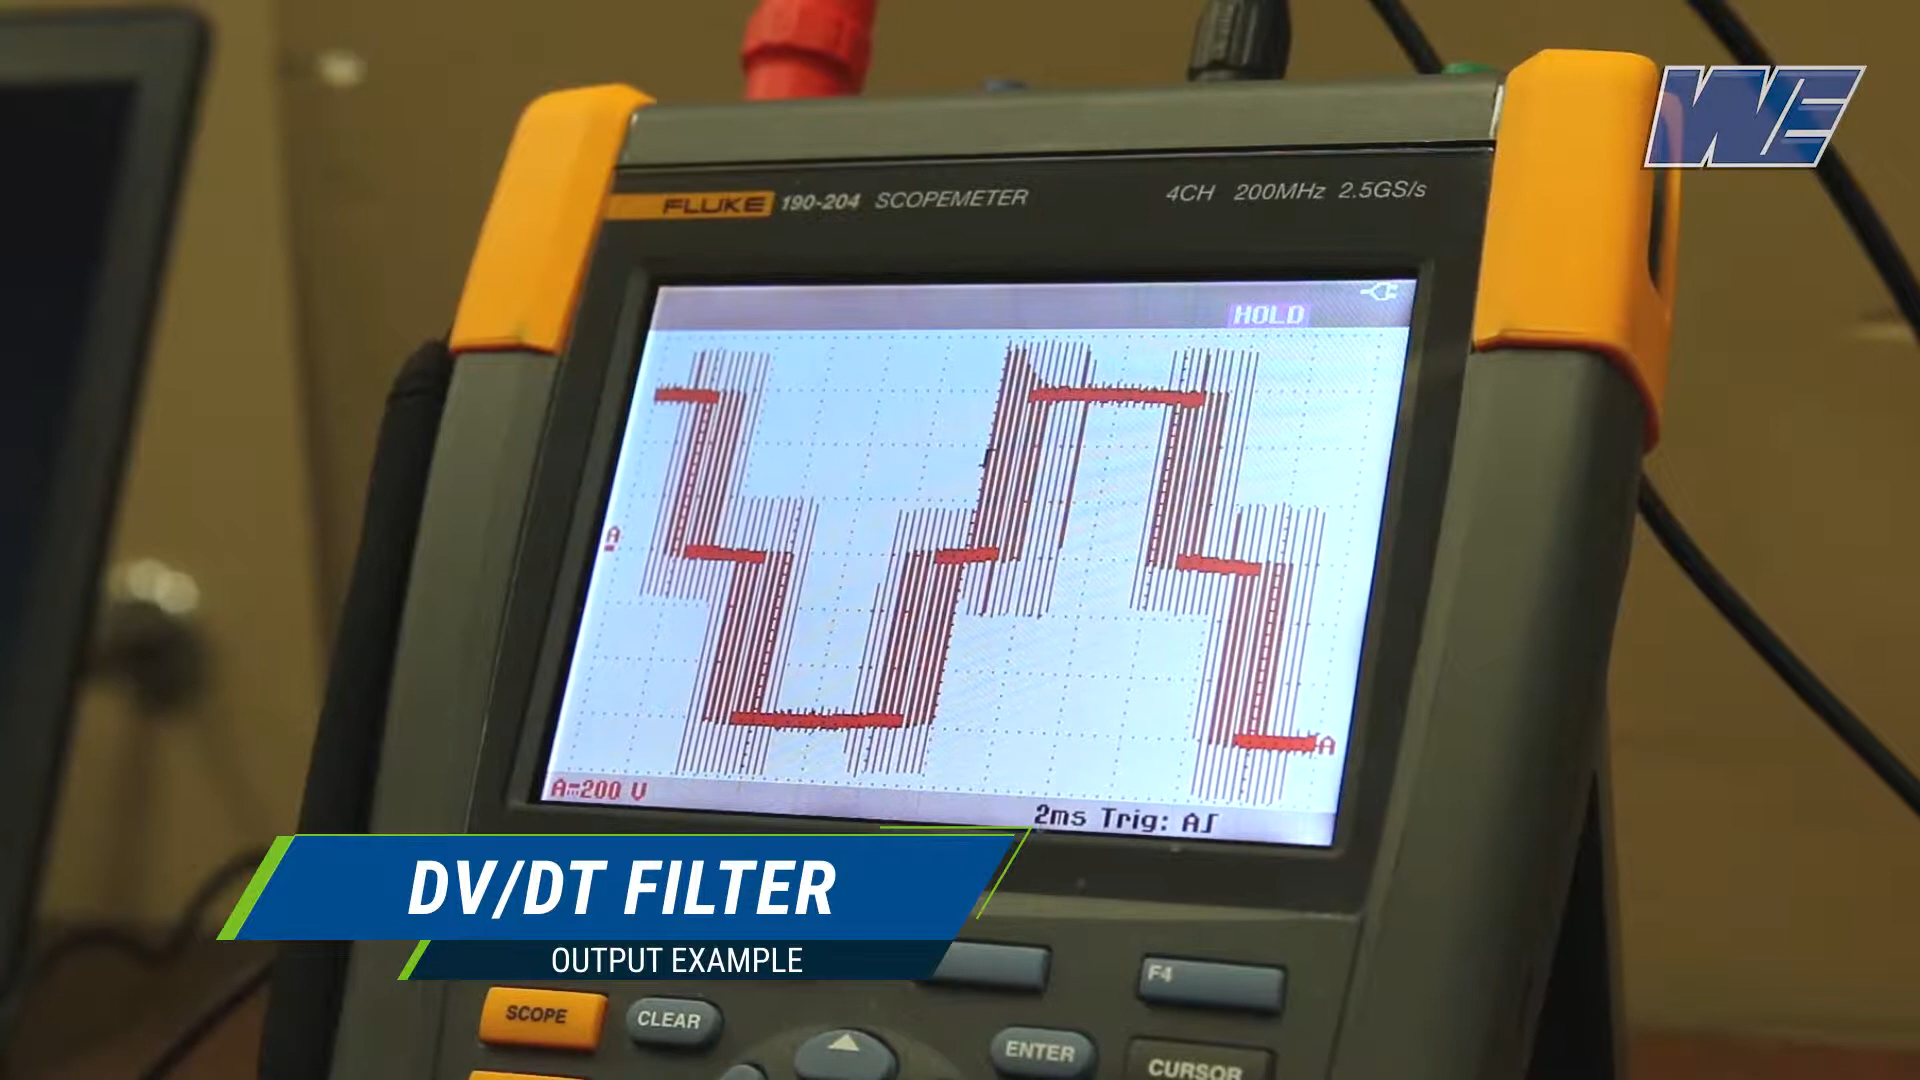 WE
FLUKE 190-204 SCOPEMETER 4CH 200MHz 2.5GS/s
HOLD
A
A
A 200 V
2ms Trig: A
DV/DT FILTER
OUTPUT EXAMPLE
F4
SCOPE
CLEAR
ENTER
CURSOR